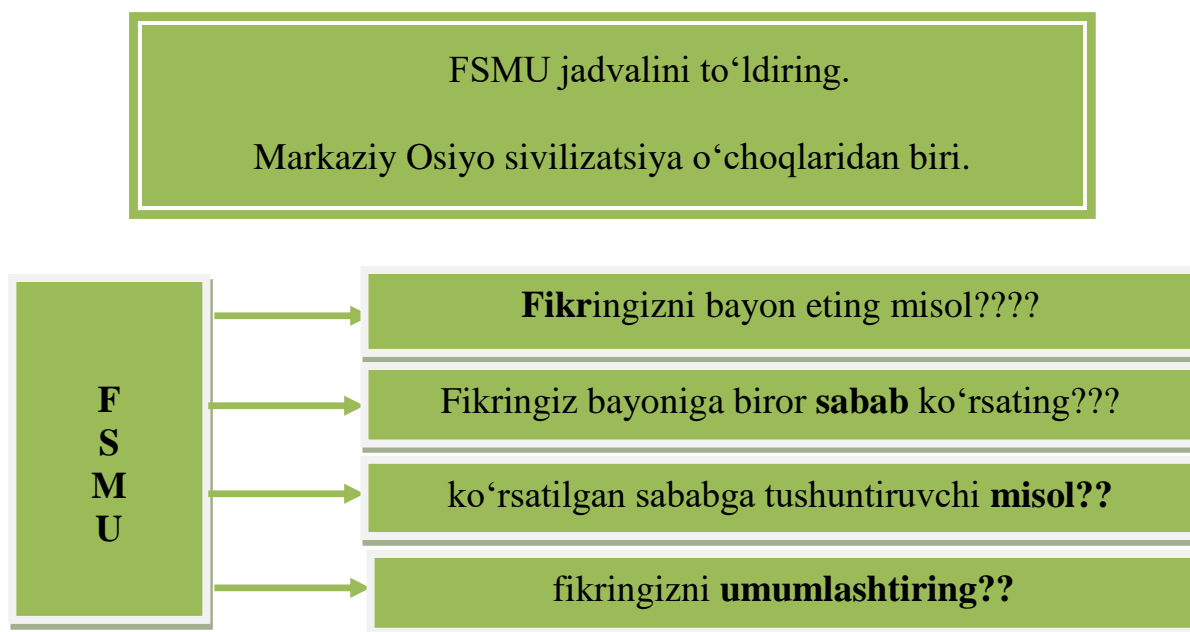 FSMU jadvalini to‘ldiring.
Markaziy Osiyo sivilizatsiya o‘choqlaridan biri.
F
S
M
U
Fikringizni bayon eting misol????
Fikringiz bayoniga biror sabab ko‘rsating???
ko‘rsatilgan sababga tushuntiruvchi misol??
fikringizni umumlashtiring??